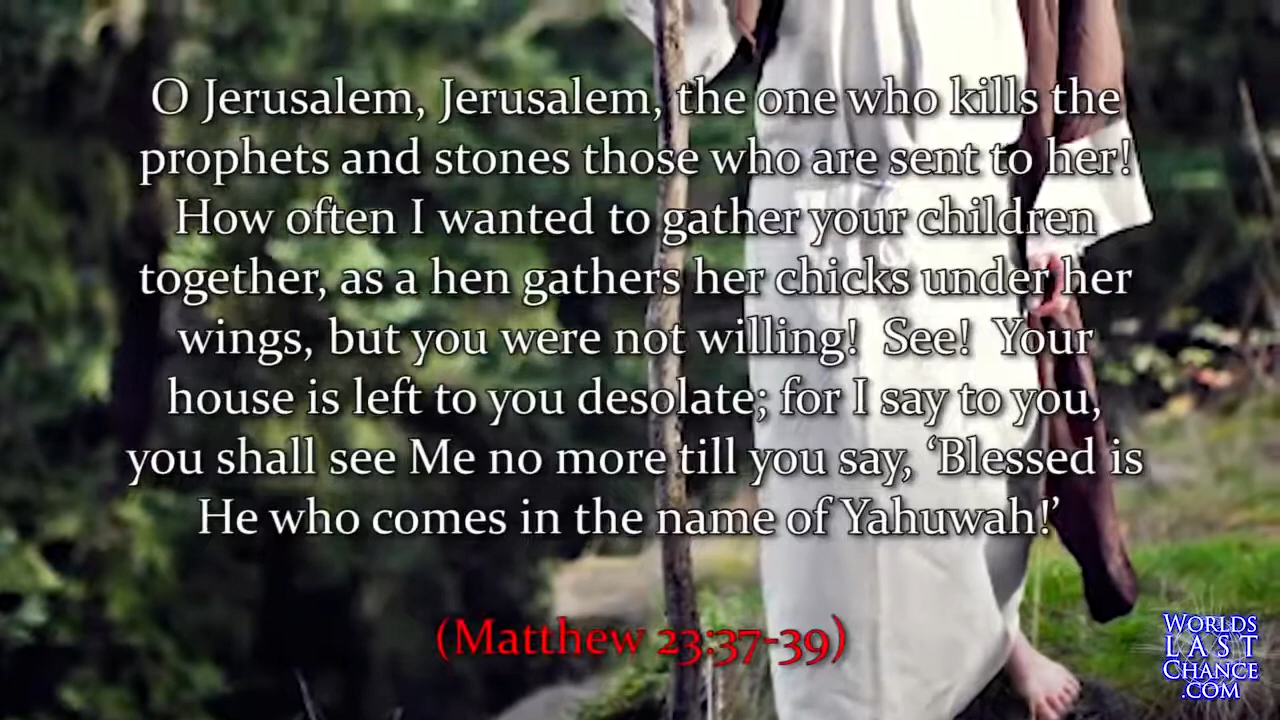 O Jerusalem, Jerusalem, the one who kills the
prophets and stones those who are sent to her!
How often I wanted to gather your children
together, as a hen gathers her chicks under her
wings, but you were not willing!  See!  Your
house is left to you desolate; for I say to you,
you shall see Me no more till you say, ‘Blessed is
He who comes in the name of Yahuwah!’
(Matthew 23:37-39)
WORLDS
LAST
CHANCE
.COM